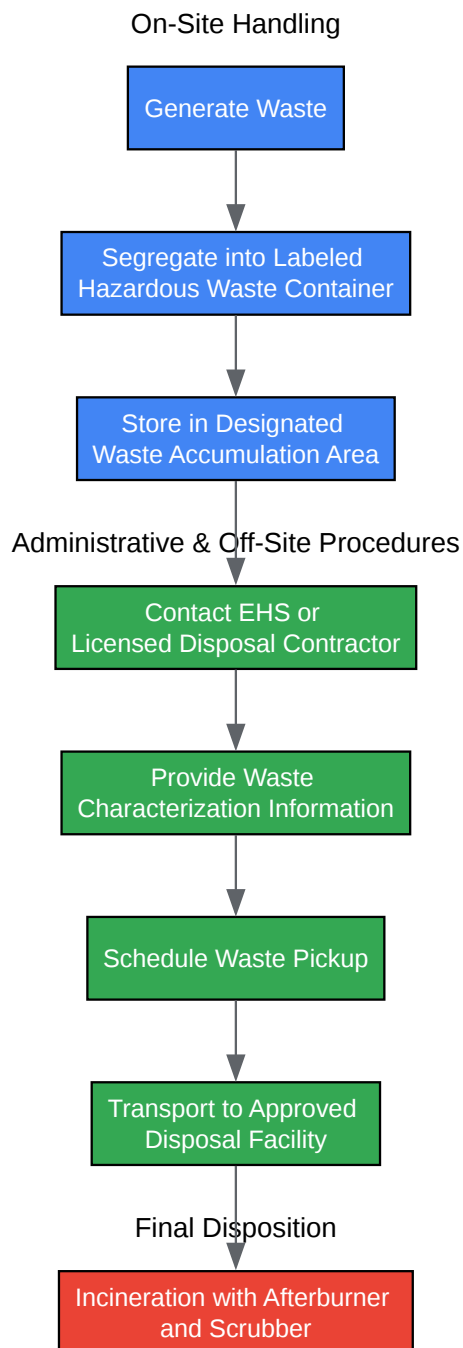 On-Site Handling
Generate Waste
Segregate into Labeled
Hazardous Waste Container
Store in Designated
Waste Accumulation Area
Administrative & Off-Site Procedures
Contact EHS or
Licensed Disposal Contractor
Provide Waste
Characterization Information
Schedule Waste Pickup
Transport to Approved
Disposal Facility
Final Disposition
Incineration with Afterburner
and Scrubber